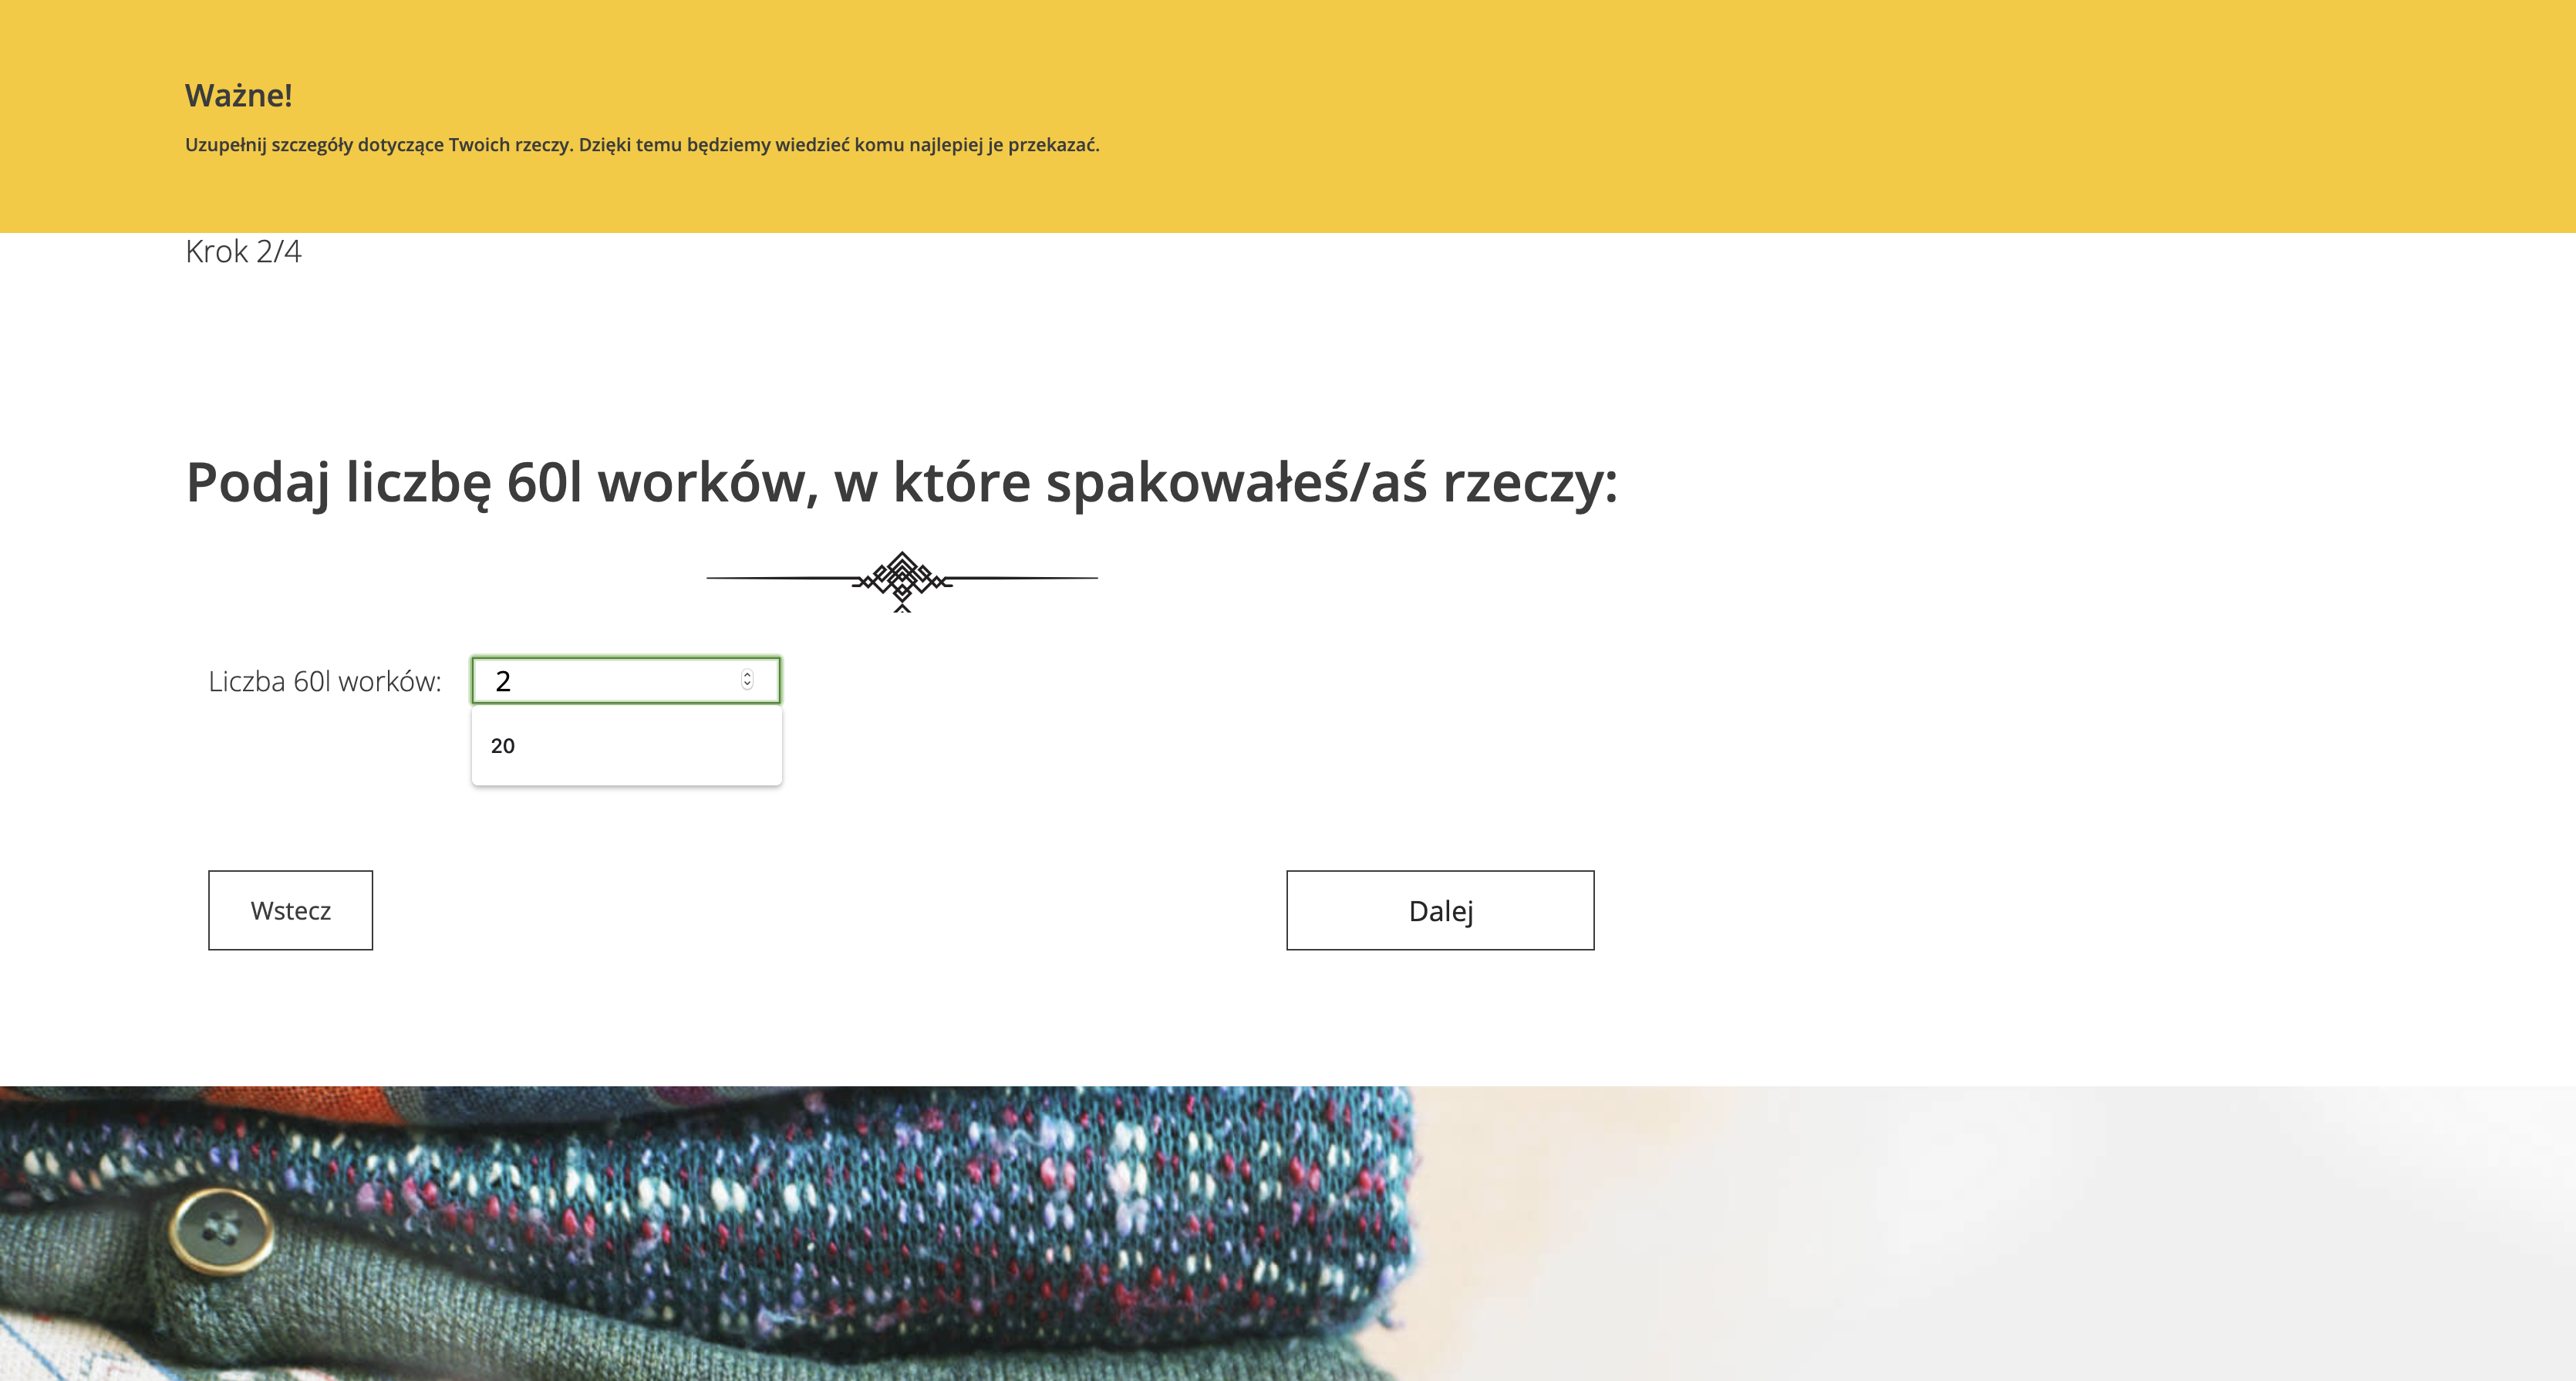 Ważne!
Uzupełnij szczegóły dotyczące Twoich rzeczy. Dzięki temu będziemy wiedzieć komu najlepiej je przekazać.
Krok 2/4
Podaj liczbę 60l worków, w które spakowałeś/aś rzeczy:
Liczba 60l worków: 2
20
Wstecz Dalej